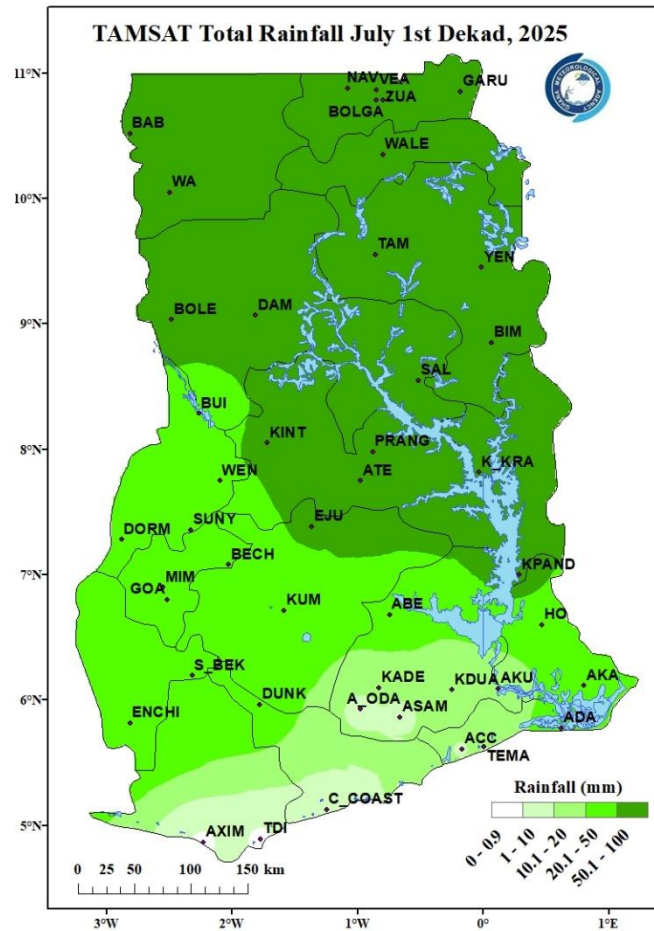 TAMSAT Total Rainfall July 1st Dekad, 2025
GHANA METEOROLOGICAL AGENCY
11°N
10°N
9°N
8°N
7°N
6°N
5°N
NAV VEA
GARU
BOLGA ZUA
BAB
WALE
WA
TAM
YEN
BOLE
DAM
BIM
SAL
BUI
KINT
PRANG
WEN
ATE
K_KRA
SUNY
EJU
DORM
BECH
KPAND
GOA MIM
KUM
ABE
HO
S_BEK
KADE
KDUA AKU
AKA
DUNK
A_ODA
ASAM
ENCHI
ADA
ACC
TEMA
C_COAST
AXIM
TDI
Rainfall (mm)
0 - 0.9
1 - 10
10.1 - 20
20.1 - 50
50.1 - 100
0 25 50 100 150 km
3°W 2°W 1°W 0° 1°E